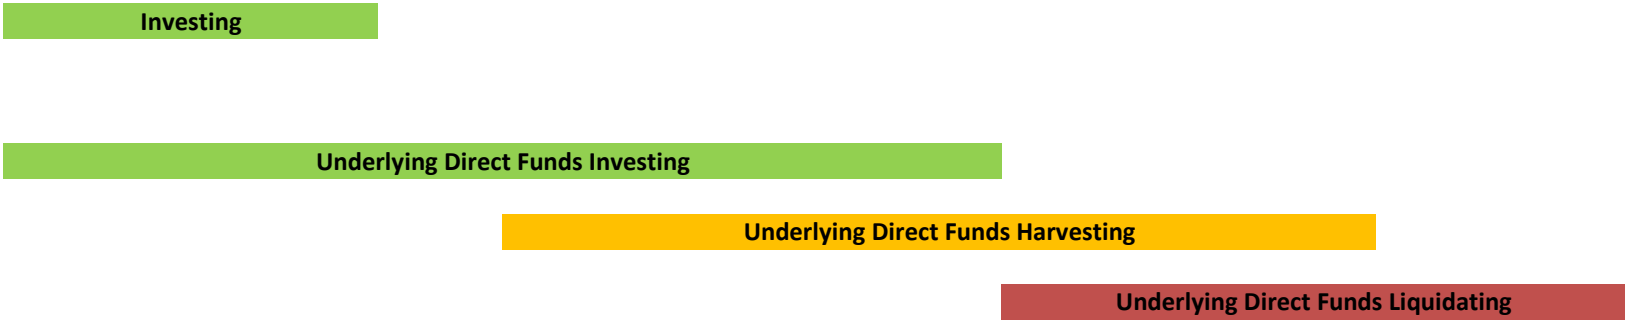 Investing
Underlying Direct Funds Investing
Underlying Direct Funds Harvesting
Underlying Direct Funds Liquidating